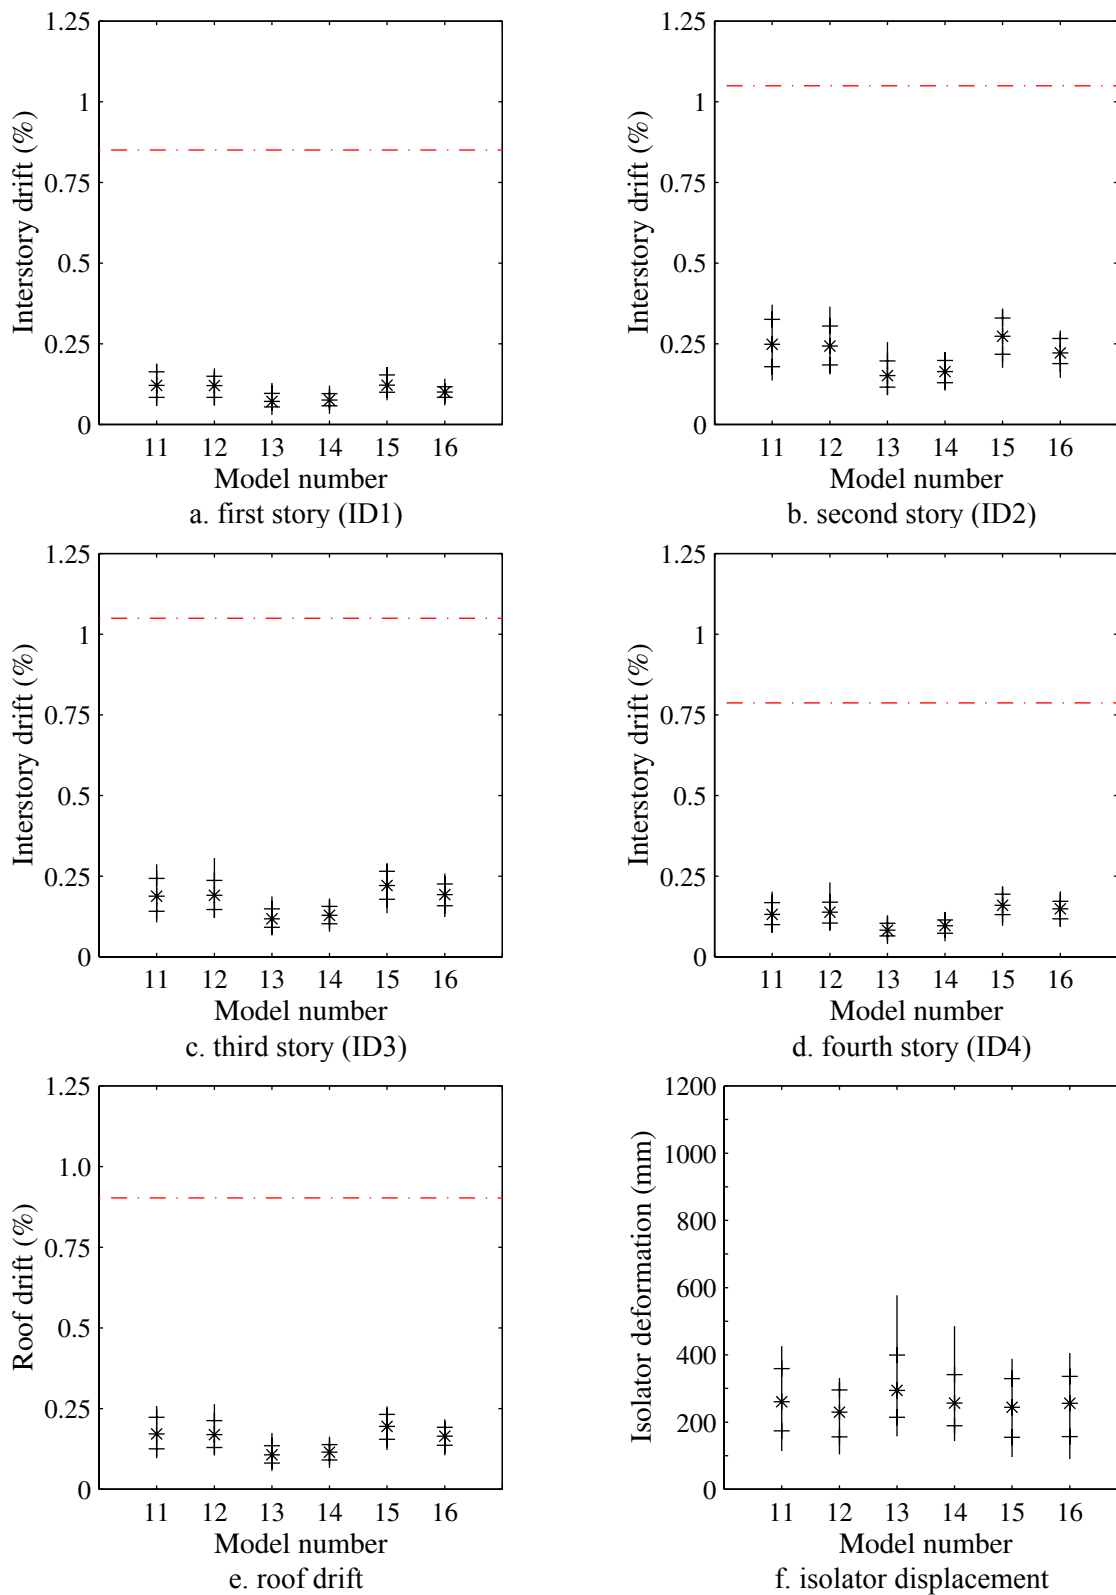 1.25
1
0.75
0.5
0.25
0
Interstory drift (%)
11 12 13 14 15 16
Model number
a. first story (ID1)
1.25
1
0.75
0.5
0.25
0
Interstory drift (%)
11 12 13 14 15 16
Model number
b. second story (ID2)
1.25
1
0.75
0.5
0.25
0
Interstory drift (%)
11 12 13 14 15 16
Model number
c. third story (ID3)
1.25
1
0.75
0.5
0.25
0
Interstory drift (%)
11 12 13 14 15 16
Model number
d. fourth story (ID4)
1.25
1.0
0.75
0.5
0.25
0
Roof drift (%)
11 12 13 14 15 16
Model number
e. roof drift
1200
1000
800
600
400
200
0
Isolator deformation (mm)
11 12 13 14 15 16
Model number
f. isolator displacement